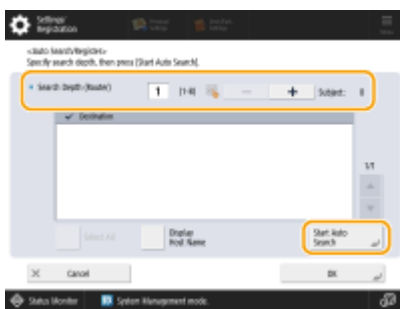 Settings/
Registration
<Auto Search/Register>
Specify search depth, then press [Start Auto Search].
Search Depth (Router)
1
(1-8)
−
+
Subject:
Destination
1/1
Select All
Display
Host Name
Start Auto
Search
Cancel
OK
Status Monitor
System Management mode.